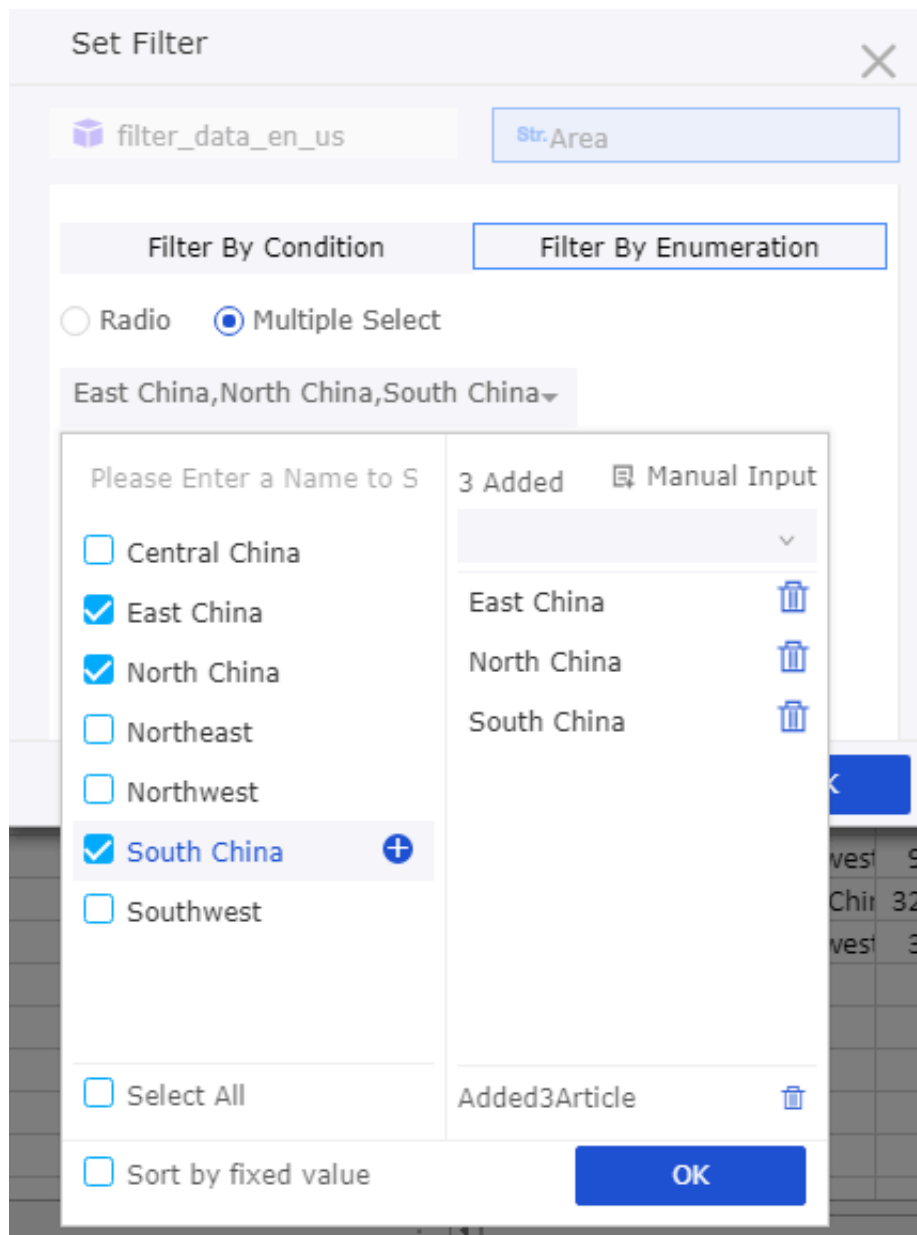 Set Filter
filter_data_en_us
Str. Area
Filter By Condition
Filter By Enumeration
Radio
Multiple Select
East China,North China,South China
Please Enter a Name to S
Central China
East China
North China
Northeast
Northwest
South China
Southwest
Select All
Sort by fixed value
3 Added
Manual Input
East China
North China
South China
Added3Article
OK